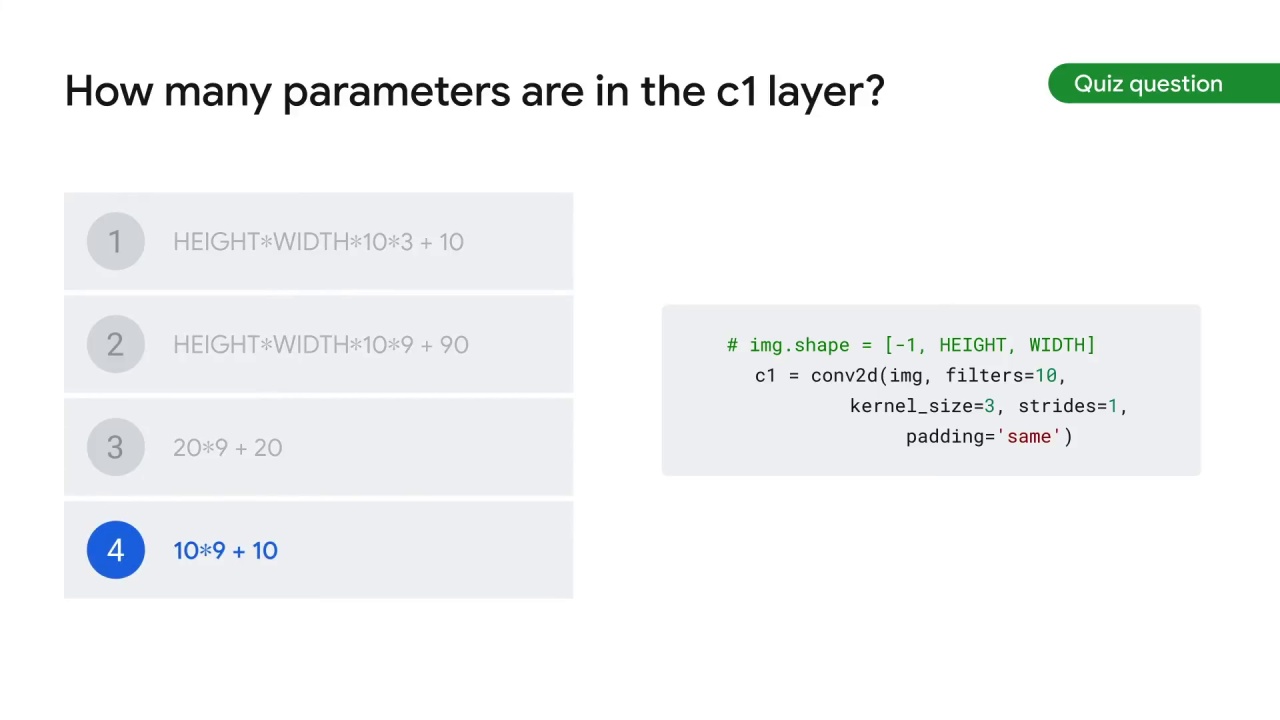 How many parameters are in the c1 layer?
Quiz question
1 HEIGHT*WIDTH*10*3 + 10
2 HEIGHT*WIDTH*10*9 + 90
3 20*9 + 20
4 10*9 + 10
# img.shape = [-1, HEIGHT, WIDTH]
c1 = conv2d(img, filters=10,
kernel_size=3, strides=1,
padding='same')